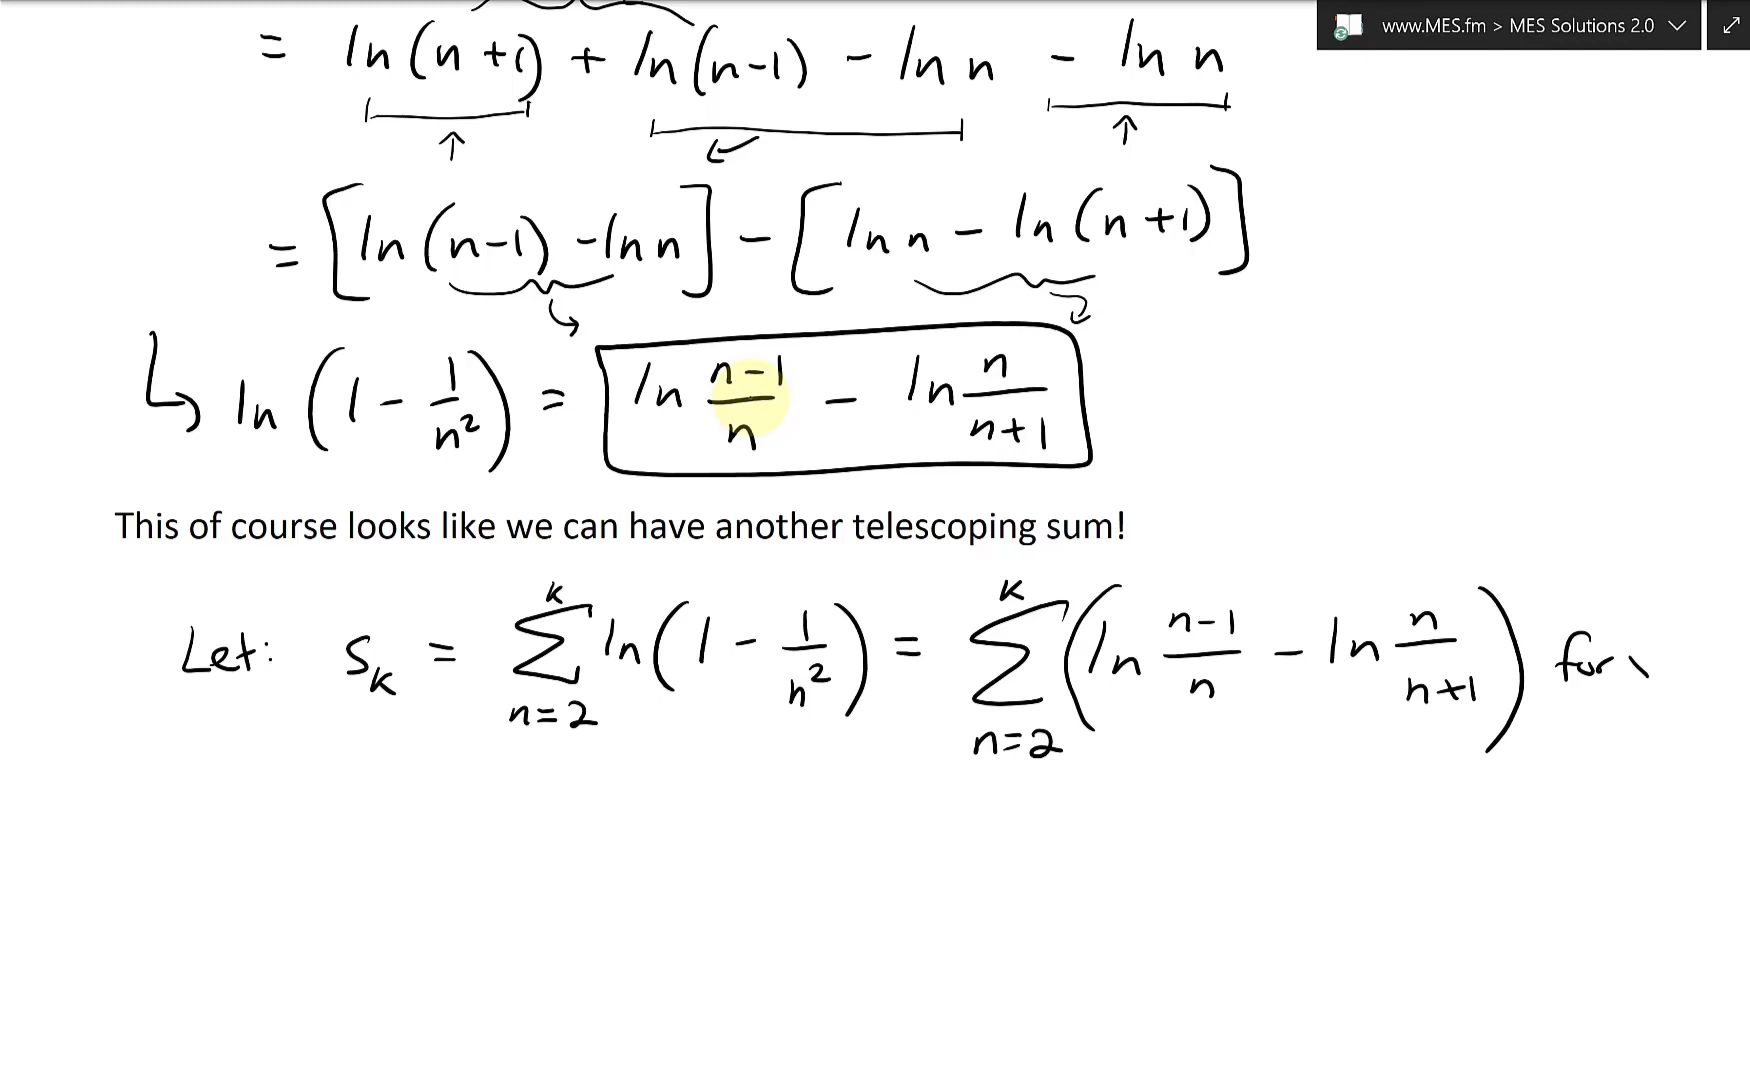 www.MES.fm > MES Solutions 2.0
= ln(n+1) + ln(n-1) - ln n - ln n
= [ln(n-1) - ln n] - [ln n - ln(n+1)]
↳ ln(1 - 1/n²) = ln (n-1)/n - ln n/(n+1)
This of course looks like we can have another telescoping sum!
Let: S_k = Σ_{n=2}^{k} ln(1 - 1/n²) = Σ_{n=2}^{k} (ln (n-1)/n - ln n/(n+1)) for